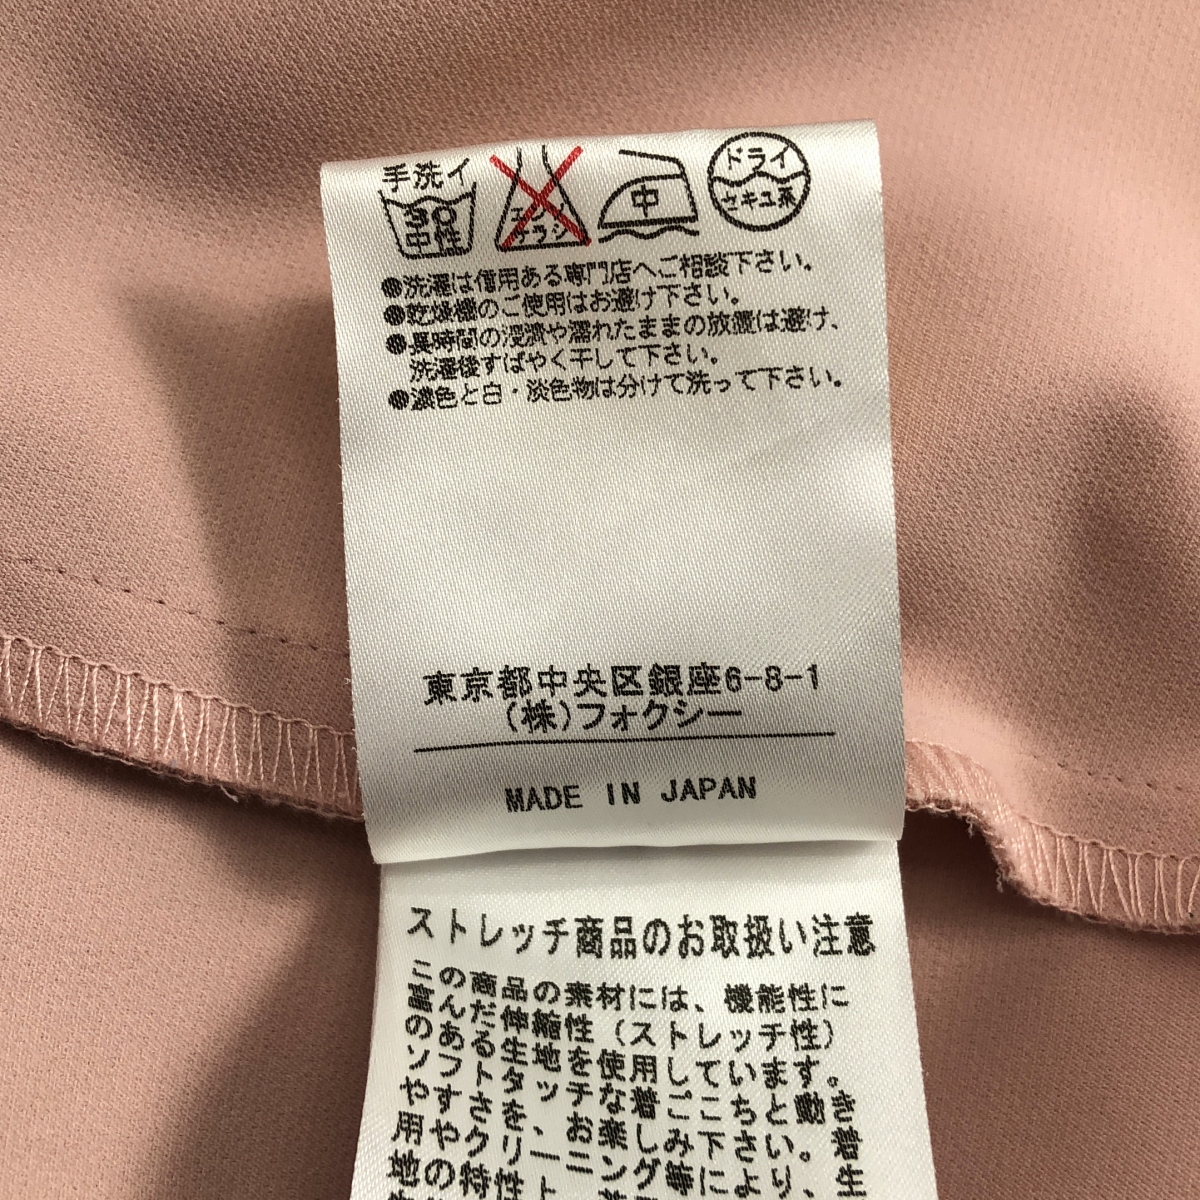 手洗イ
30
中性
エンソ
サラシ
中
ドライ
セキユ系
●洗濯は信用ある専門店へご相談下さい。
●乾燥機のご使用はお避け下さい。
●長時間の浸漬や濡れたままの放置は避け、
洗濯後すばやく干して下さい。
●濃色と白・淡色物は分けて洗って下さい。
東京都中央区銀座6-8-1
(株)フォクシー
MADE IN JAPAN
ストレッチ商品のお取扱い注意
この商品の素材には、機能性に
富んだ伸縮性(ストレッチ性)
のある生地を使用しています。
ソフトタッチな着ごこちと動き
やすさを、お楽しみ下さい。着
用やクリーニング等により、生
地の特性